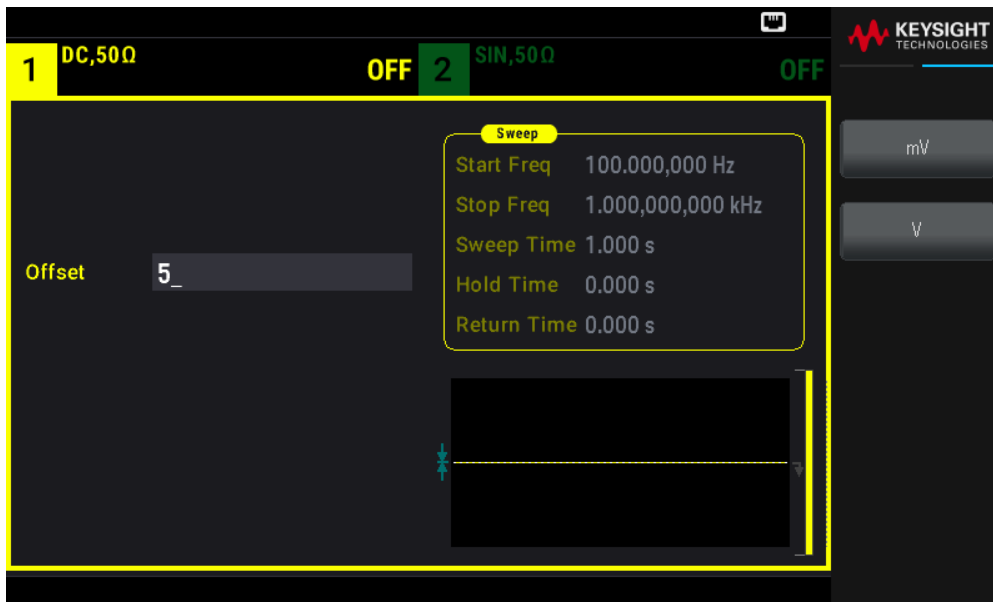 KEYSIGHT
TECHNOLOGIES
1 DC,50Ω OFF 2 SIN,50Ω OFF
Sweep
Start Freq 100.000,000 Hz
Stop Freq 1.000,000,000 kHz
Sweep Time 1.000 s
Hold Time 0.000 s
Return Time 0.000 s
Offset 5_
mV
V